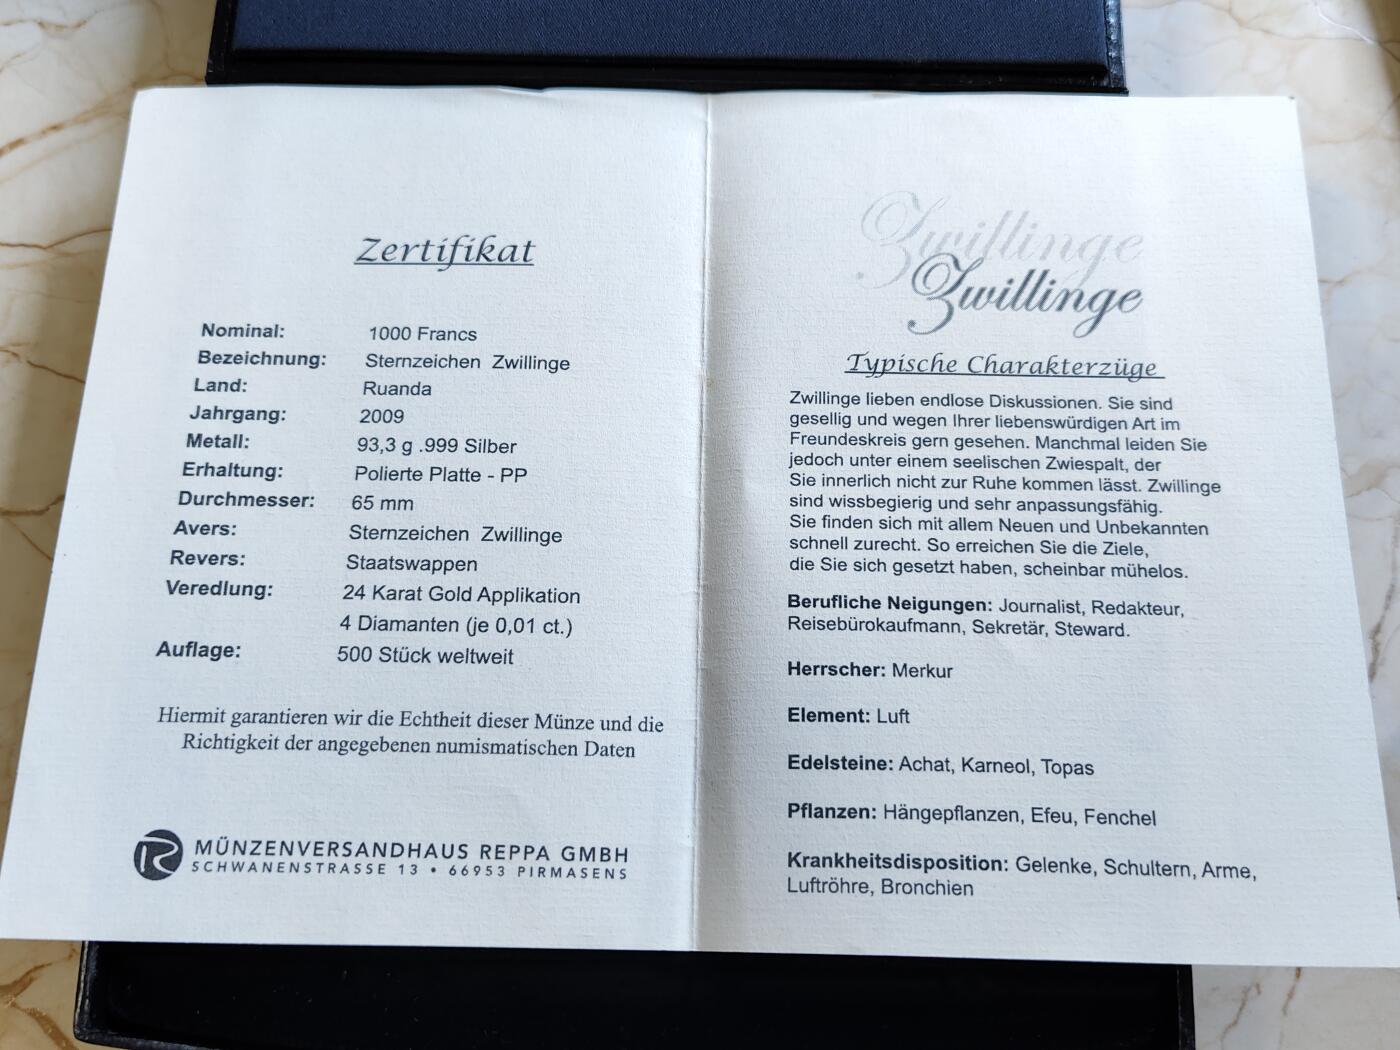 Zertifikat
Nominal: 1000 Francs
Bezeichnung: Sternzeichen Zwillinge
Land: Ruanda
Jahrgang: 2009
Metall: 93,3 g .999 Silber
Erhaltung: Polierte Platte - PP
Durchmesser: 65 mm
Avers: Sternzeichen Zwillinge
Revers: Staatswappen
Veredlung: 24 Karat Gold Applikation
4 Diamanten (je 0,01 ct.)
Auflage: 500 Stück weltweit
Hiermit garantieren wir die Echtheit dieser Münze und die
Richtigkeit der angegebenen numismatischen Daten
R MÜNZENVERSANDHAUS REPPA GMBH
SCHWANENSTRASSE 13 • 66953 PIRMASENS
Zwillinge
Zwillinge
Typische Charakterzüge
Zwillinge lieben endlose Diskussionen. Sie sind
gesellig und wegen Ihrer liebenswürdigen Art im
Freundeskreis gern gesehen. Manchmal leiden Sie
jedoch unter einem seelischen Zwiespalt, der
Sie innerlich nicht zur Ruhe kommen lässt. Zwillinge
sind wissbegierig und sehr anpassungsfähig.
Sie finden sich mit allem Neuen und Unbekannten
schnell zurecht. So erreichen Sie die Ziele,
die Sie sich gesetzt haben, scheinbar mühelos.
Berufliche Neigungen: Journalist, Redakteur,
Reisebürokaufmann, Sekretär, Steward.
Herrscher: Merkur
Element: Luft
Edelsteine: Achat, Karneol, Topas
Pflanzen: Hängepflanzen, Efeu, Fenchel
Krankheitsdisposition: Gelenke, Schultern, Arme,
Luftröhre, Bronchien